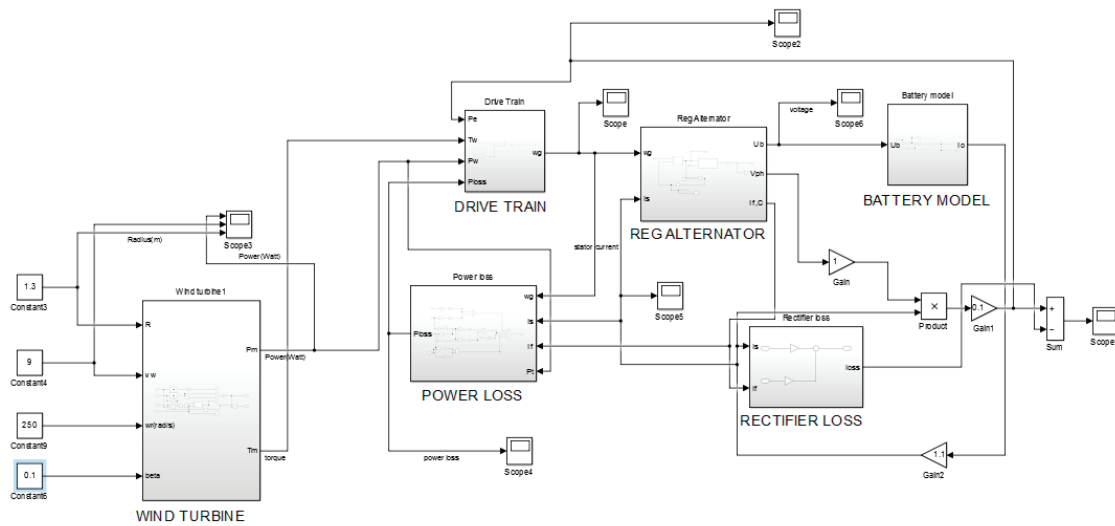 Scope2
Drive Train
Pe
Tw
Pw
Ploss
wg
DRIVE TRAIN
Scope
Reg Alternator
wg
Is
Ub
Vph
If,C
REG ALTERNATOR
voltage
Scope6
Battery model
Ub
Io
BATTERY MODEL
Scope3
Radius(m)
Power(Watt)
1.3
Constant3
9
Constant4
250
Constant9
0.1
Constant6
Wind turbine1
R
v w
wr(rad/s)
beta
Pm
Tm
WIND TURBINE
Power(Watt)
torque
stator current
Power loss
wg
Is
If
Pt
Ploss
POWER LOSS
Scope5
power loss
Scope4
1
Gain
×
Product
0.1
Gain1
+
−
Sum
Scope
Rectifier loss
Is
If
loss
RECTIFIER LOSS
1.1
Gain2